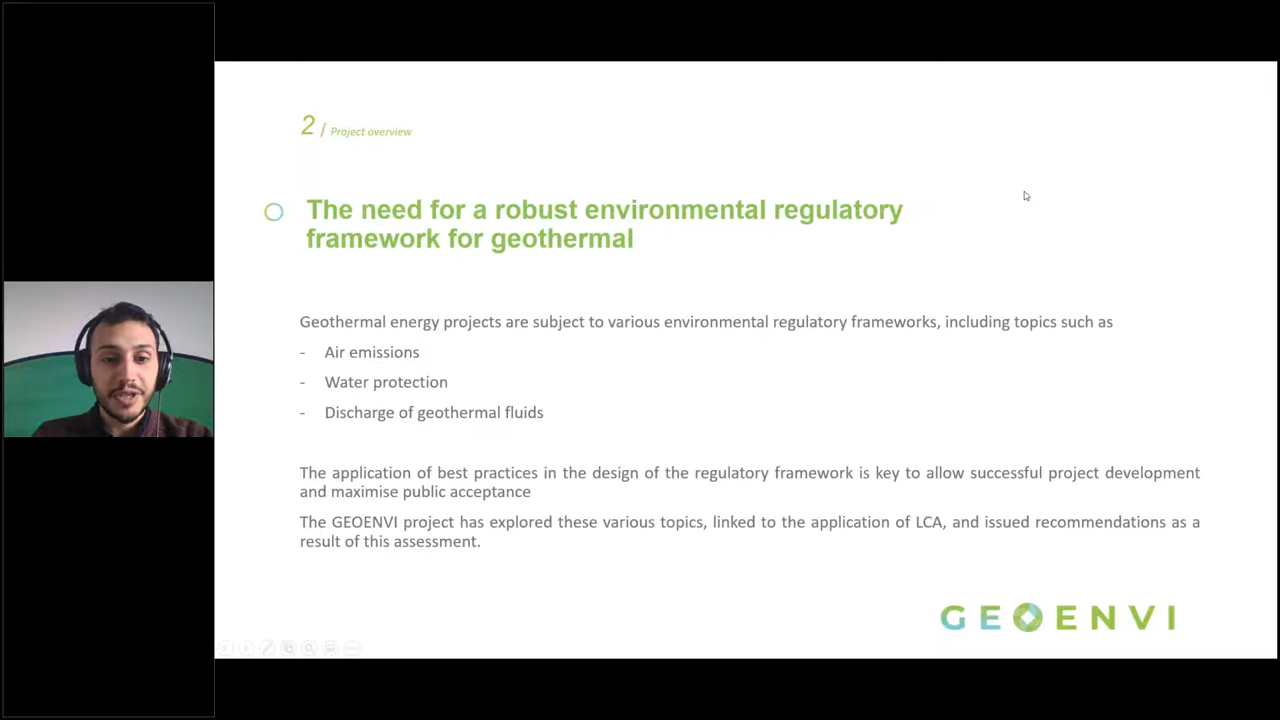 2 / Project overview
The need for a robust environmental regulatory
framework for geothermal
Geothermal energy projects are subject to various environmental regulatory frameworks, including topics such as
- Air emissions
- Water protection
- Discharge of geothermal fluids
The application of best practices in the design of the regulatory framework is key to allow successful project development
and maximise public acceptance
The GEOENVI project has explored these various topics, linked to the application of LCA, and issued recommendations as a
result of this assessment.
GEOENVI